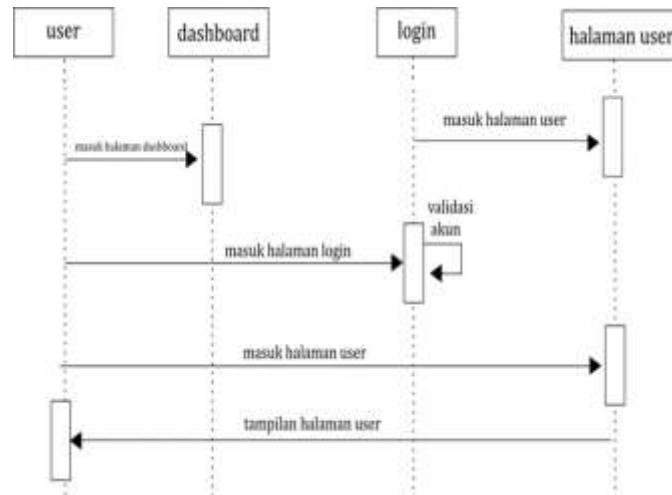 user
dashboard
login
halaman user
masuk halaman user
masuk halaman dashboard
validasi
akun
masuk halaman login
masuk halaman user
tampilan halaman user